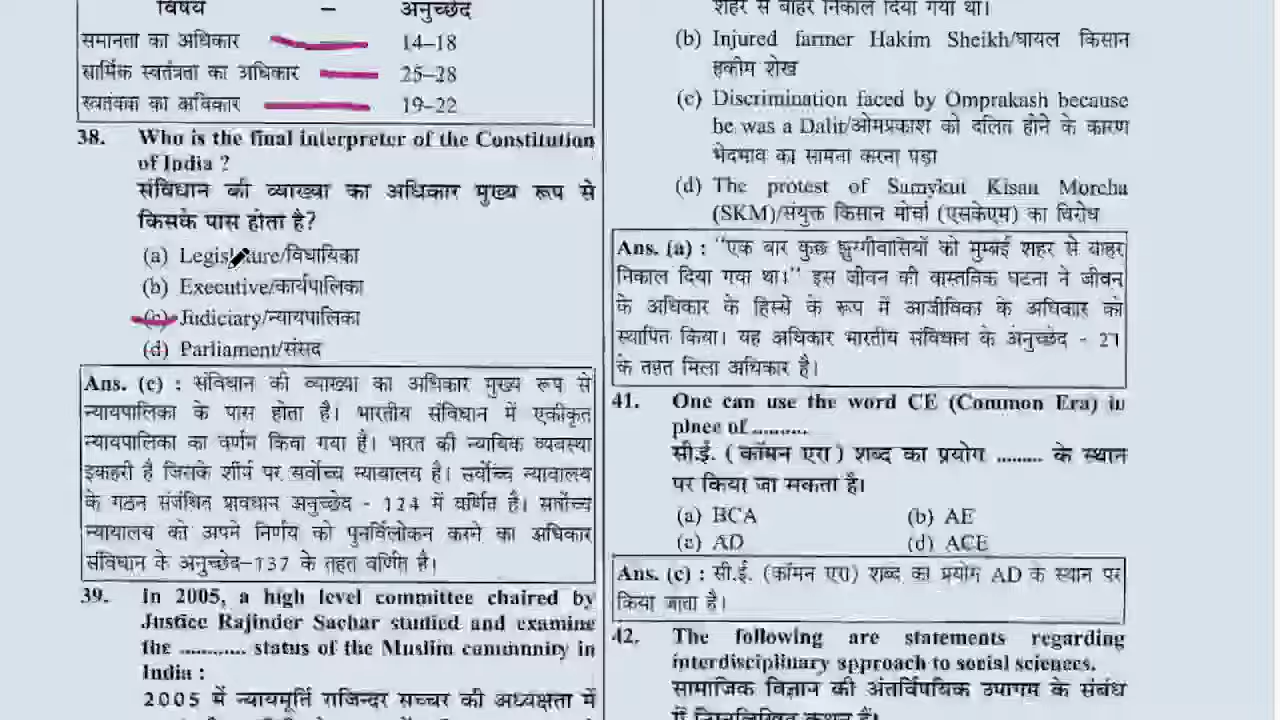 विषय – अनुच्छेद
समानता का अधिकार 14–18
धार्मिक स्वतंत्रता का अधिकार 25–28
स्वतंत्रता का अधिकार 19–22
38. Who is the final interpreter of the Constitution
of India ?
संविधान की व्याख्या का अधिकार मुख्य रूप से
किसके पास होता है?
(a) Legislature/विधायिका
(b) Executive/कार्यपालिका
(c) Judiciary/न्यायपालिका
(d) Parliament/संसद
Ans. (c) : संविधान की व्याख्या का अधिकार मुख्य रूप से
न्यायपालिका के पास होता है। भारतीय संविधान में एकीकृत
न्यायपालिका का वर्णन किया गया है। भारत की न्यायिक व्यवस्था
इकहरी है जिसके शीर्ष पर सर्वोच्च न्यायालय है। सर्वोच्च न्यायालय
के गठन संबंधित प्रावधान अनुच्छेद - 124 में वर्णित है। सर्वोच्च
न्यायालय को अपने निर्णय को पुनर्विलोकन करने का अधिकार
संविधान के अनुच्छेद–137 के तहत वर्णित है।
39. In 2005, a high level committee chaired by
Justice Rajinder Sachar studied and examine
the ............ status of the Muslim community in
India :
2005 में न्यायमूर्ति राजिन्दर सच्चर की अध्यक्षता में
शहर से बाहर निकाल दिया गया था।
(b) Injured farmer Hakim Sheikh/घायल किसान
हकीम शेख
(c) Discrimination faced by Omprakash because
he was a Dalit/ओमप्रकाश को दलित होने के कारण
भेदभाव का सामना करना पड़ा
(d) The protest of Samykut Kisan Morcha
(SKM)/संयुक्त किसान मोर्चा (एसकेएम) का विरोध
Ans. (a) : ''एक बार कुछ झुग्गीवासियों को मुम्बई शहर से बाहर
निकाल दिया गया था।'' इस जीवन की वास्तविक घटना ने जीवन
के अधिकार के हिस्से के रूप में आजीविका के अधिकार को
स्थापित किया। यह अधिकार भारतीय संविधान के अनुच्छेद - 21
के तहत मिला अधिकार है।
41. One can use the word CE (Common Era) in
place of ..........
सी.ई. ( कॉमन एरा ) शब्द का प्रयोग ......... के स्थान
पर किया जा सकता है।
(a) BCA (b) AE
(c) AD (d) ACE
Ans. (c) : सी.ई. (कॉमन एरा) शब्द का प्रयोग AD के स्थान पर
किया जाता है।
42. The following are statements regarding
interdisciplinary approach to social sciences.
सामाजिक विज्ञान की अंतर्विषयिक उपागम के संबंध
में निम्नलिखित कथन हैं।